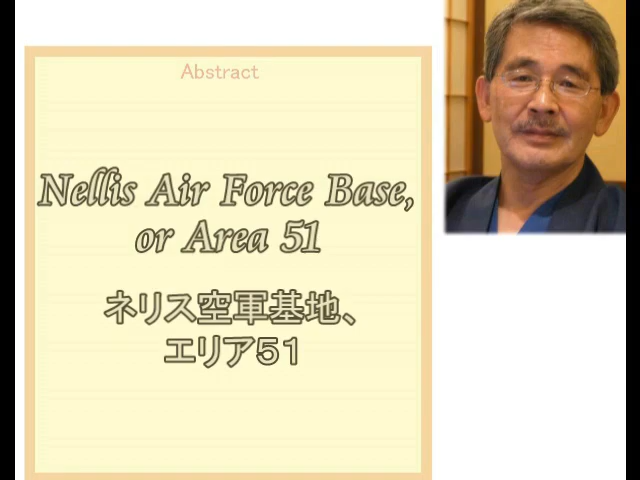 Abstract
Nellis Air Force Base,
or Area 51
ネリス空軍基地、
エリア５１